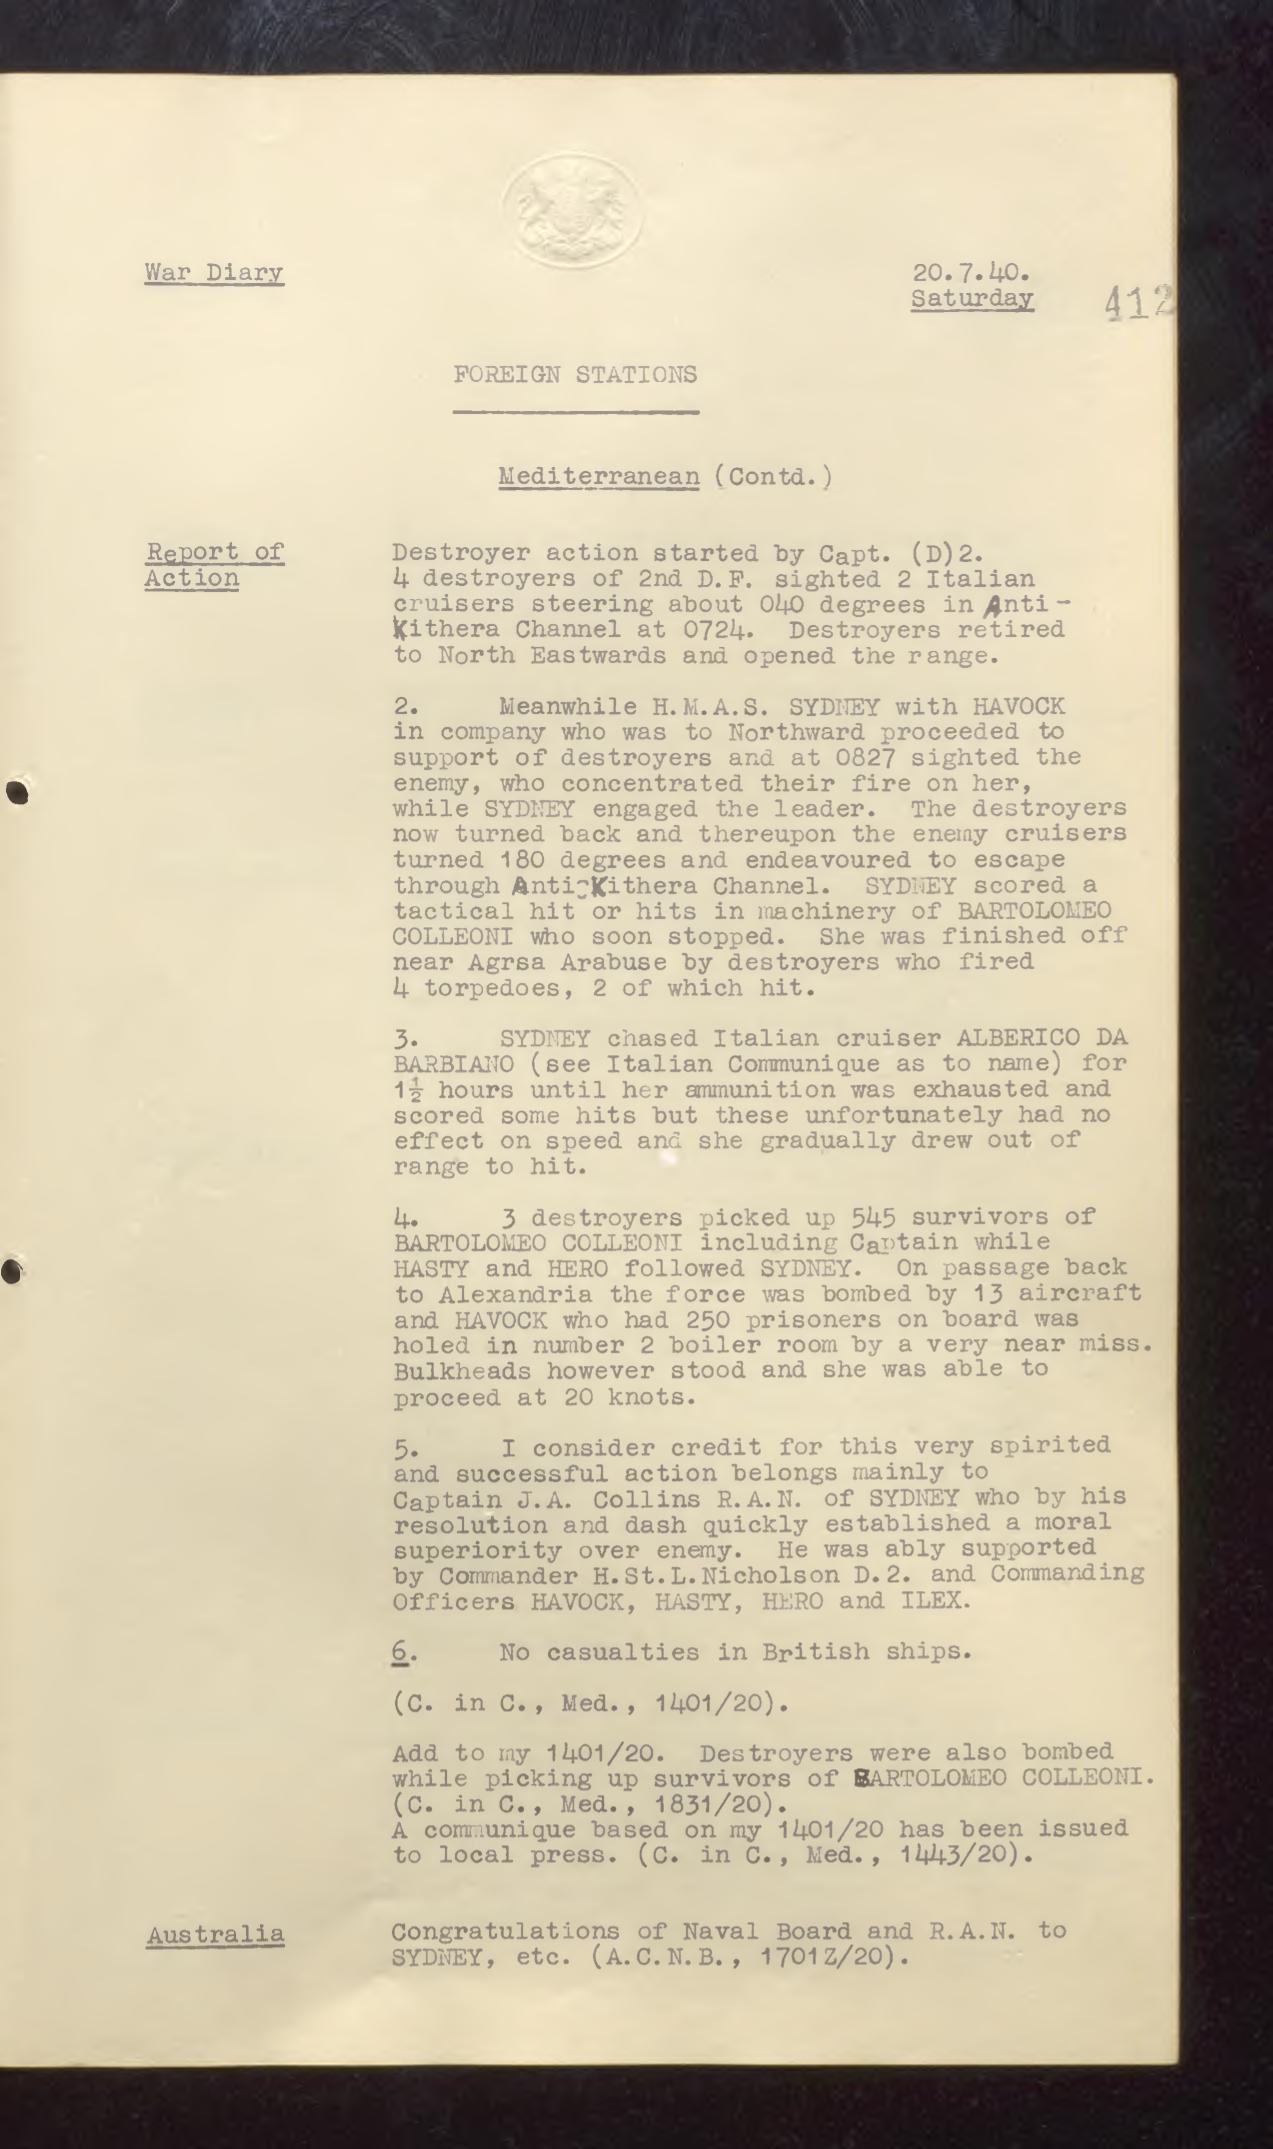 War Diary
20.7.40.
Saturday
412
FOREIGN STATIONS
Mediterranean (Contd.)
Report of
Action
Destroyer action started by Capt. (D)2.
4 destroyers of 2nd D.F. sighted 2 Italian
cruisers steering about 040 degrees in Anti-
Kithera Channel at 0724. Destroyers retired
to North Eastwards and opened the range.
2. Meanwhile H.M.A.S. SYDNEY with HAVOCK
in company who was to Northward proceeded to
support of destroyers and at 0827 sighted the
enemy, who concentrated their fire on her,
while SYDNEY engaged the leader. The destroyers
now turned back and thereupon the enemy cruisers
turned 180 degrees and endeavoured to escape
through Anti-Kithera Channel. SYDNEY scored a
tactical hit or hits in machinery of BARTOLOMEO
COLLEONI who soon stopped. She was finished off
near Agrsa Arabuse by destroyers who fired
4 torpedoes, 2 of which hit.
3. SYDNEY chased Italian cruiser ALBERICO DA
BARBIANO (see Italian Communique as to name) for
1½ hours until her ammunition was exhausted and
scored some hits but these unfortunately had no
effect on speed and she gradually drew out of
range to hit.
4. 3 destroyers picked up 545 survivors of
BARTOLOMEO COLLEONI including Captain while
HASTY and HERO followed SYDNEY. On passage back
to Alexandria the force was bombed by 13 aircraft
and HAVOCK who had 250 prisoners on board was
holed in number 2 boiler room by a very near miss.
Bulkheads however stood and she was able to
proceed at 20 knots.
5. I consider credit for this very spirited
and successful action belongs mainly to
Captain J.A. Collins R.A.N. of SYDNEY who by his
resolution and dash quickly established a moral
superiority over enemy. He was ably supported
by Commander H.St.L.Nicholson D.2. and Commanding
Officers HAVOCK, HASTY, HERO and ILEX.
6. No casualties in British ships.
(C. in C., Med., 1401/20).
Add to my 1401/20. Destroyers were also bombed
while picking up survivors of BARTOLOMEO COLLEONI.
(C. in C., Med., 1831/20).
A communique based on my 1401/20 has been issued
to local press. (C. in C., Med., 1443/20).
Australia
Congratulations of Naval Board and R.A.N. to
SYDNEY, etc. (A.C.N.B., 1701Z/20).